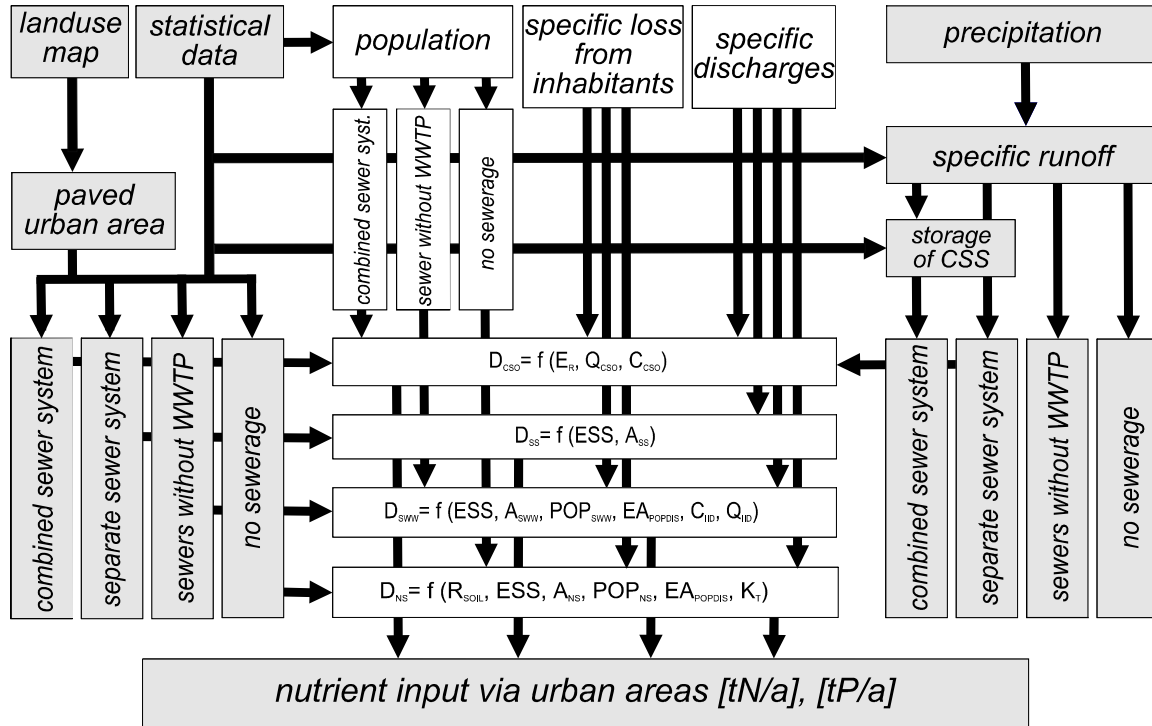 landuse
map
statistical
data
population
specific loss
from
inhabitants
specific
discharges
precipitation
combined sewer syst.
sewer without WWTP
no sewerage
specific runoff
paved
urban area
storage
of CSS
combined sewer system
separate sewer system
sewers without WWTP
no sewerage
D_CSO= f (E_R, Q_CSO, C_CSO)
D_SS= f (ESS, A_SS)
D_SWW= f (ESS, A_SWW, POP_SWW, EA_POPDIS, C_IID, Q_IID)
D_NS= f (R_SOIL, ESS, A_NS, POP_NS, EA_POPDIS, K_T)
combined sewer system
separate sewer system
sewers without WWTP
no sewerage
nutrient input via urban areas [tN/a], [tP/a]